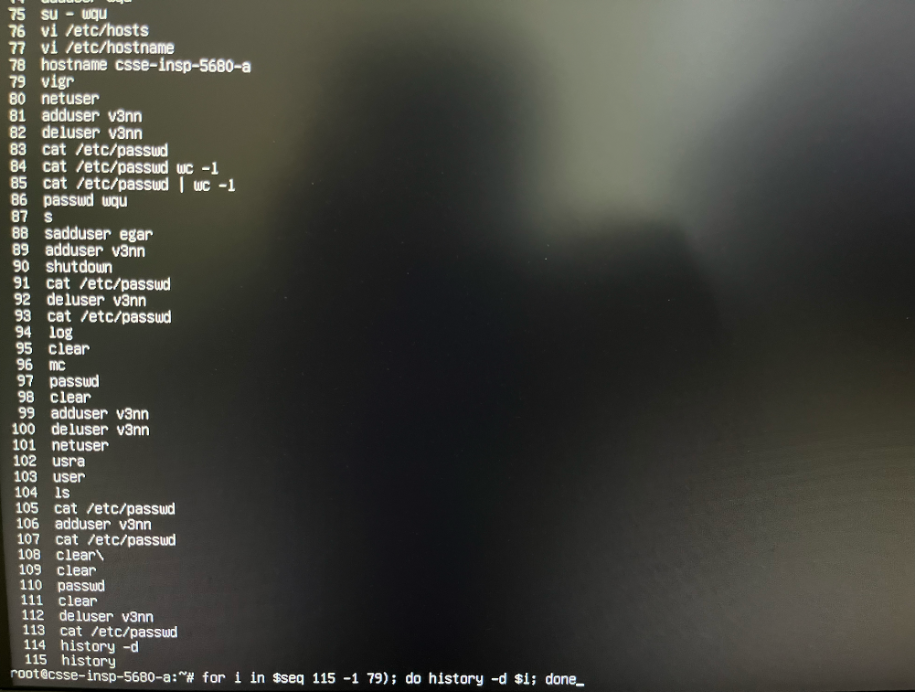 adduser wqu
75 su - wqu
76 vi /etc/hosts
77 vi /etc/hostname
78 hostname csse-insp-5680-a
79 vigr
80 netuser
81 adduser v3nn
82 deluser v3nn
83 cat /etc/passwd
84 cat /etc/passwd wc -l
85 cat /etc/passwd | wc -l
86 passwd wqu
87 s
88 sadduser egar
89 adduser v3nn
90 shutdown
91 cat /etc/passwd
92 deluser v3nn
93 cat /etc/passwd
94 log
95 clear
96 mc
97 passwd
98 clear
99 adduser v3nn
100 deluser v3nn
101 netuser
102 usra
103 user
104 ls
105 cat /etc/passwd
106 adduser v3nn
107 cat /etc/passwd
108 clear\
109 clear
110 passwd
111 clear
112 deluser v3nn
113 cat /etc/passwd
114 history -d
115 history
root@csse-insp-5680-a:~# for i in $seq 115 -1 79); do history -d $i; done_